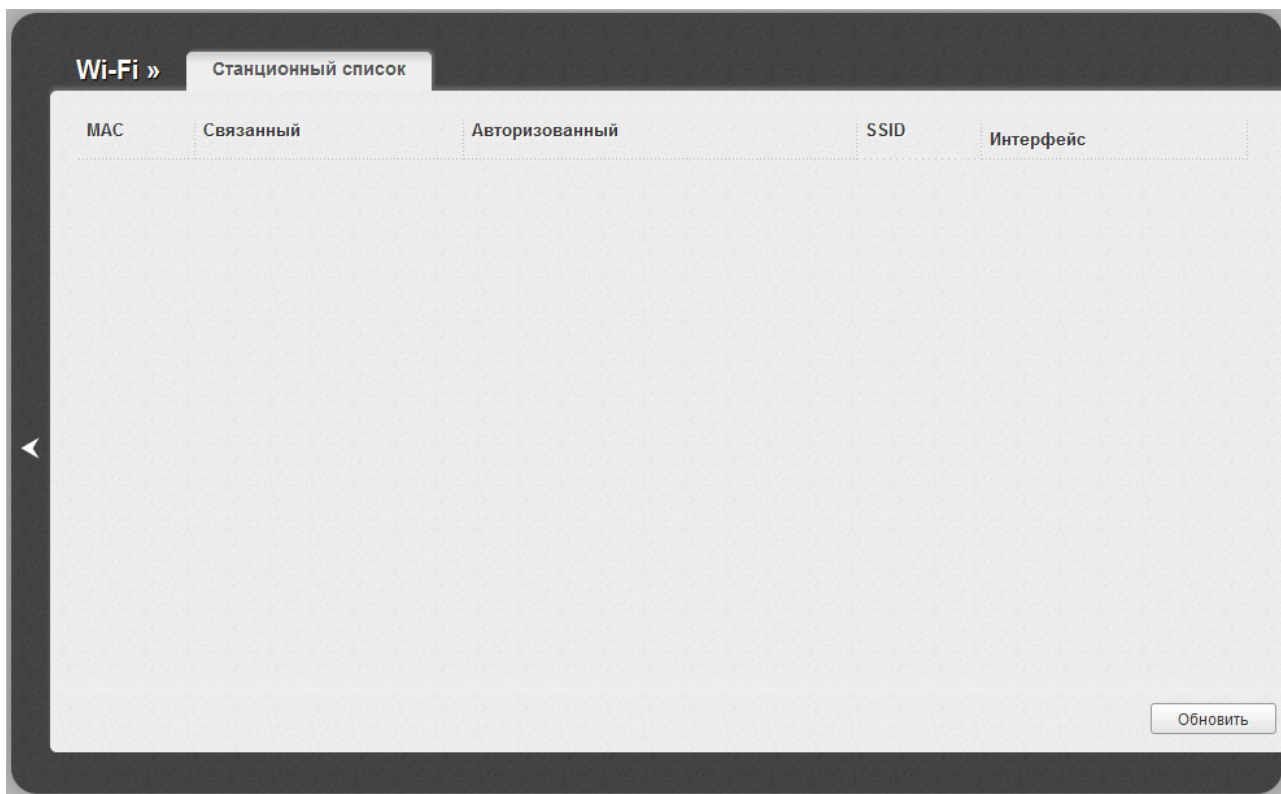 Wi-Fi »
Станционный список
MAC
Связанный
Авторизованный
SSID
Интерфейс
Обновить